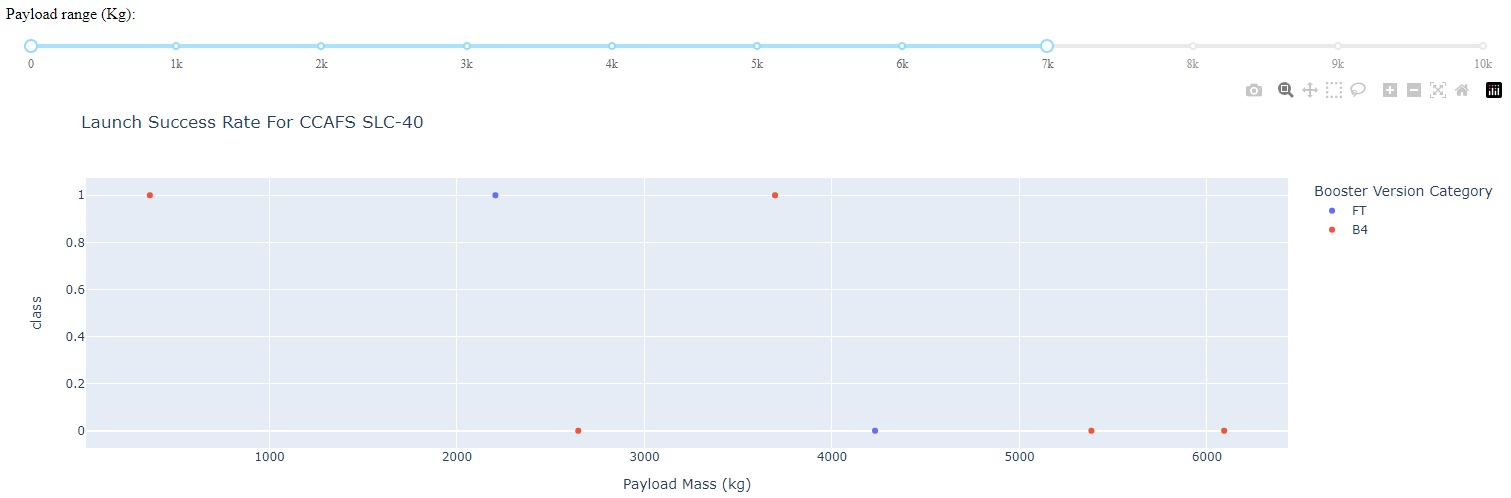 Payload range (Kg):
0 1k 2k 3k 4k 5k 6k 7k 8k 9k 10k
Launch Success Rate For CCAFS SLC-40
Booster Version Category
FT
B4
1
0.8
0.6
0.4
0.2
0
class
1000 2000 3000 4000 5000 6000
Payload Mass (kg)